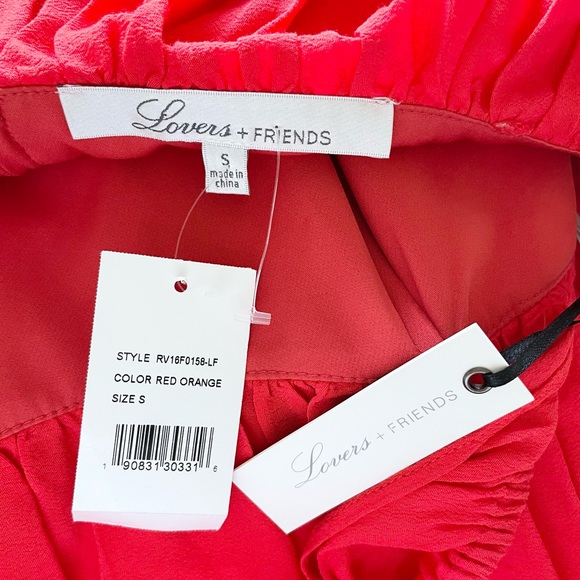 Lovers + FRIENDS
S
made in
china
STYLE RV16F0158-LF
COLOR RED ORANGE
SIZE S
1 90831 30331 6
Lovers + FRIENDS